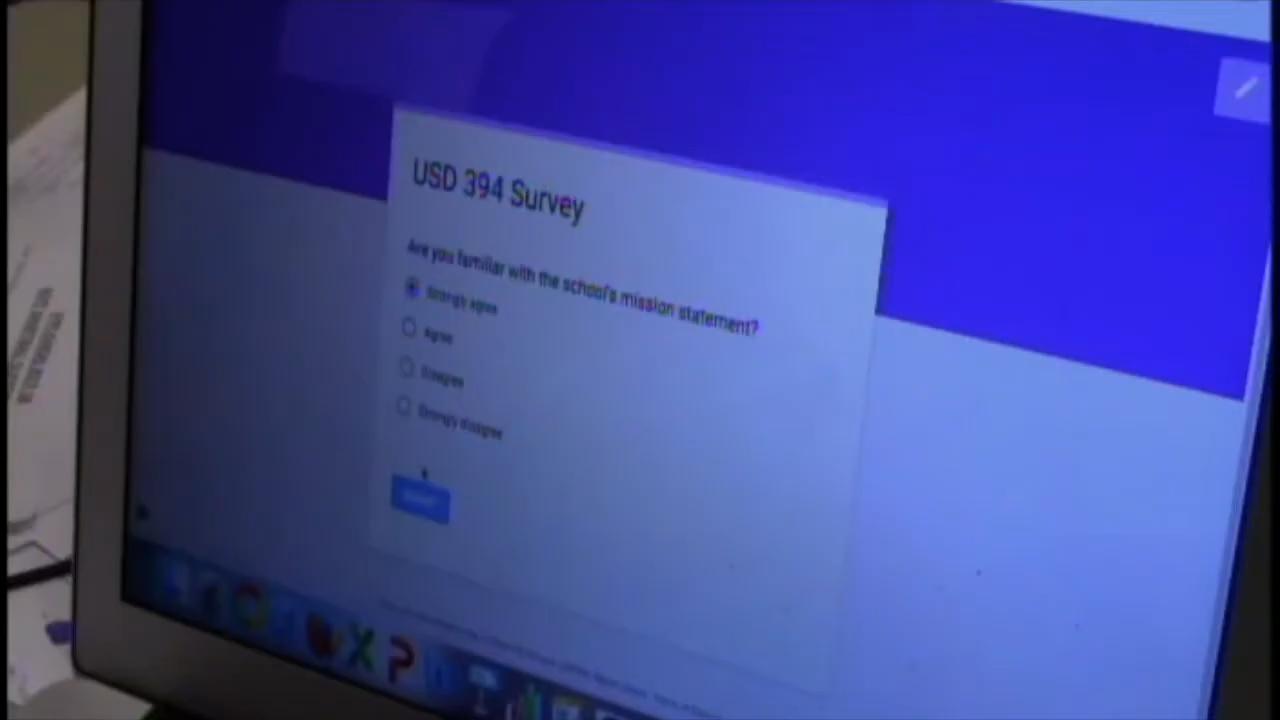 USD 394 Survey
Are you familiar with the school's mission statement?
Strongly agree
Agree
Disagree
Strongly disagree